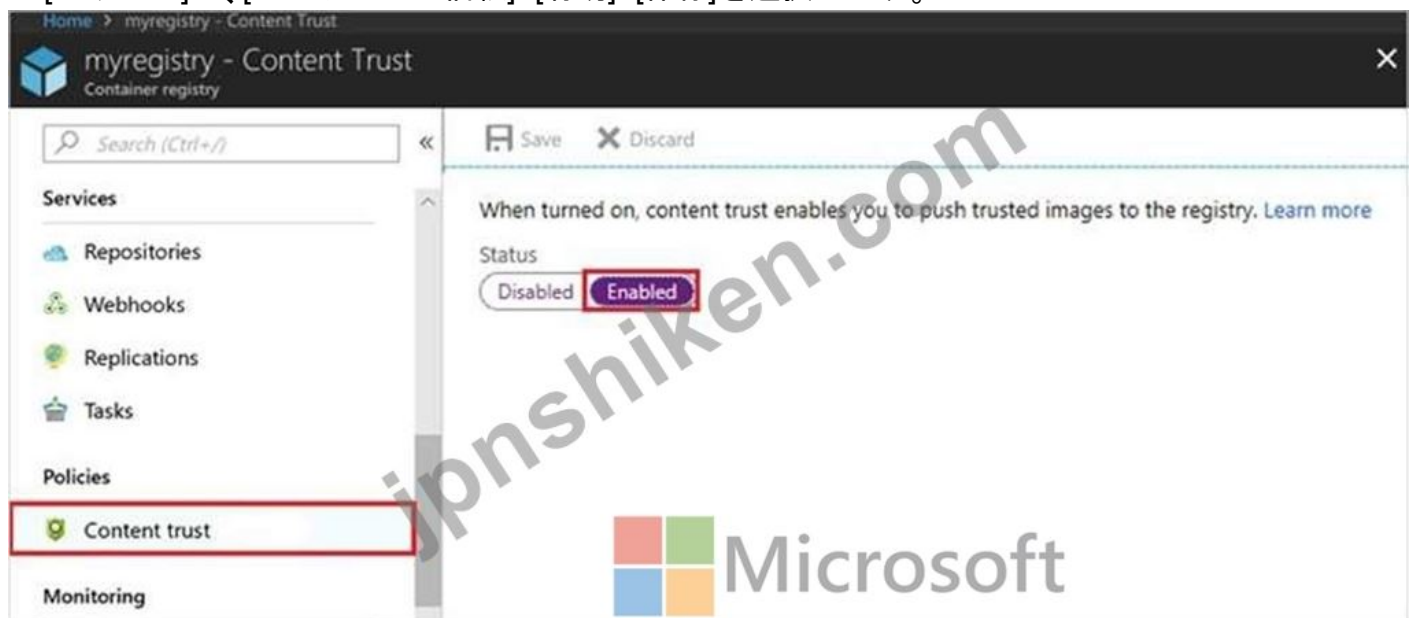 Home > myregistry - Content Trust
myregistry - Content Trust
Container registry
Search (Ctrl+/)
Services
Repositories
Webhooks
Replications
Tasks
Policies
Content trust
Monitoring
Save
Discard
When turned on, content trust enables you to push trusted images to the registry. Learn more
Status
Disabled
Enabled
jpnshiken.com
Microsoft